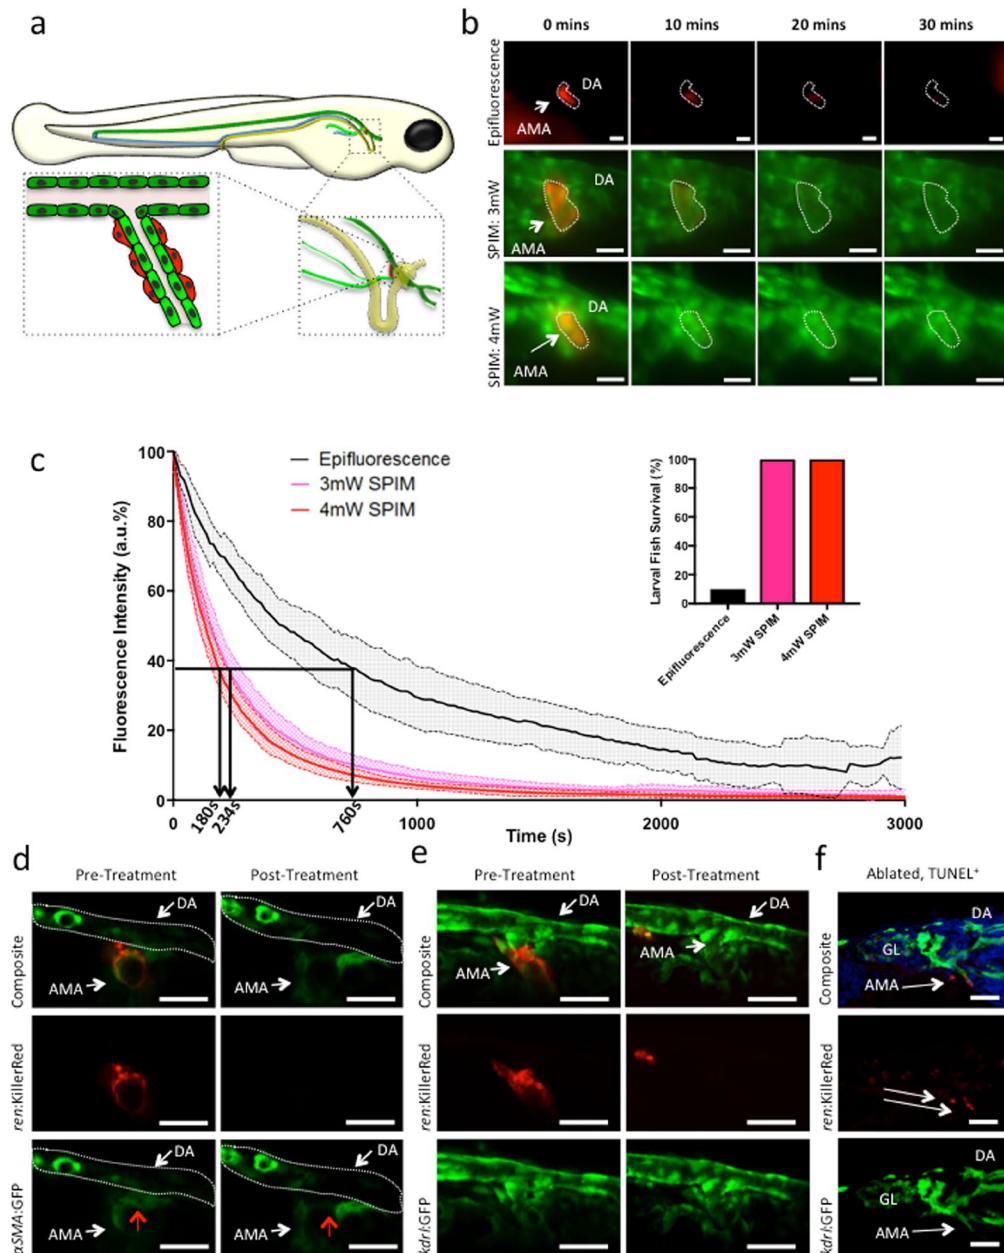 a
b
0 mins
10 mins
20 mins
30 mins
Epifluorescence
DA
AMA
SPIM: 3mW
DA
AMA
SPIM: 4mW
DA
AMA
c
Fluorescence Intensity (a.u.%)
100
80
60
40
20
0
Epifluorescence
3mW SPIM
4mW SPIM
180s
234s
760s
0
1000
2000
3000
Time (s)
Larval Fish Survival (%)
100
80
60
40
20
0
Epifluorescence
3mW SPIM
4mW SPIM
d
Pre-Treatment
Post-Treatment
Composite
DA
AMA
DA
AMA
ren:KillerRed
αSMA:GFP
DA
AMA
DA
AMA
e
Pre-Treatment
Post-Treatment
Composite
DA
AMA
DA
AMA
ren:KillerRed
kdrl:GFP
f
Ablated, TUNEL⁺
Composite
DA
GL
AMA
ren:KillerRed
kdrl:GFP
DA
GL
AMA